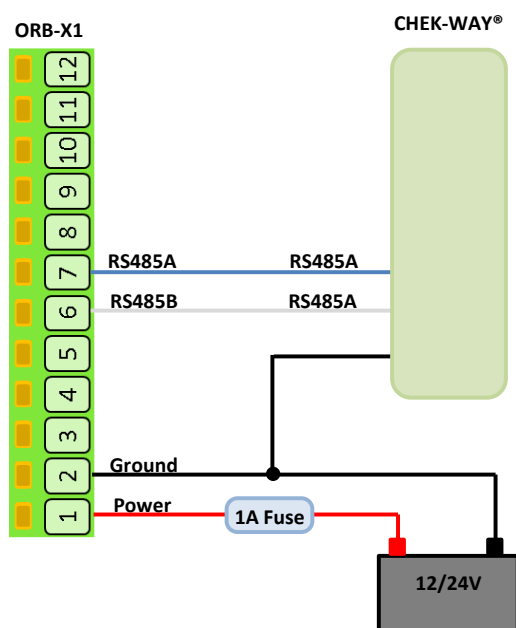 ORB-X1
CHEK-WAY®
12
11
10
9
8
7
RS485A
RS485A
6
RS485B
RS485A
5
4
3
2
Ground
1
Power
1A Fuse
12/24V